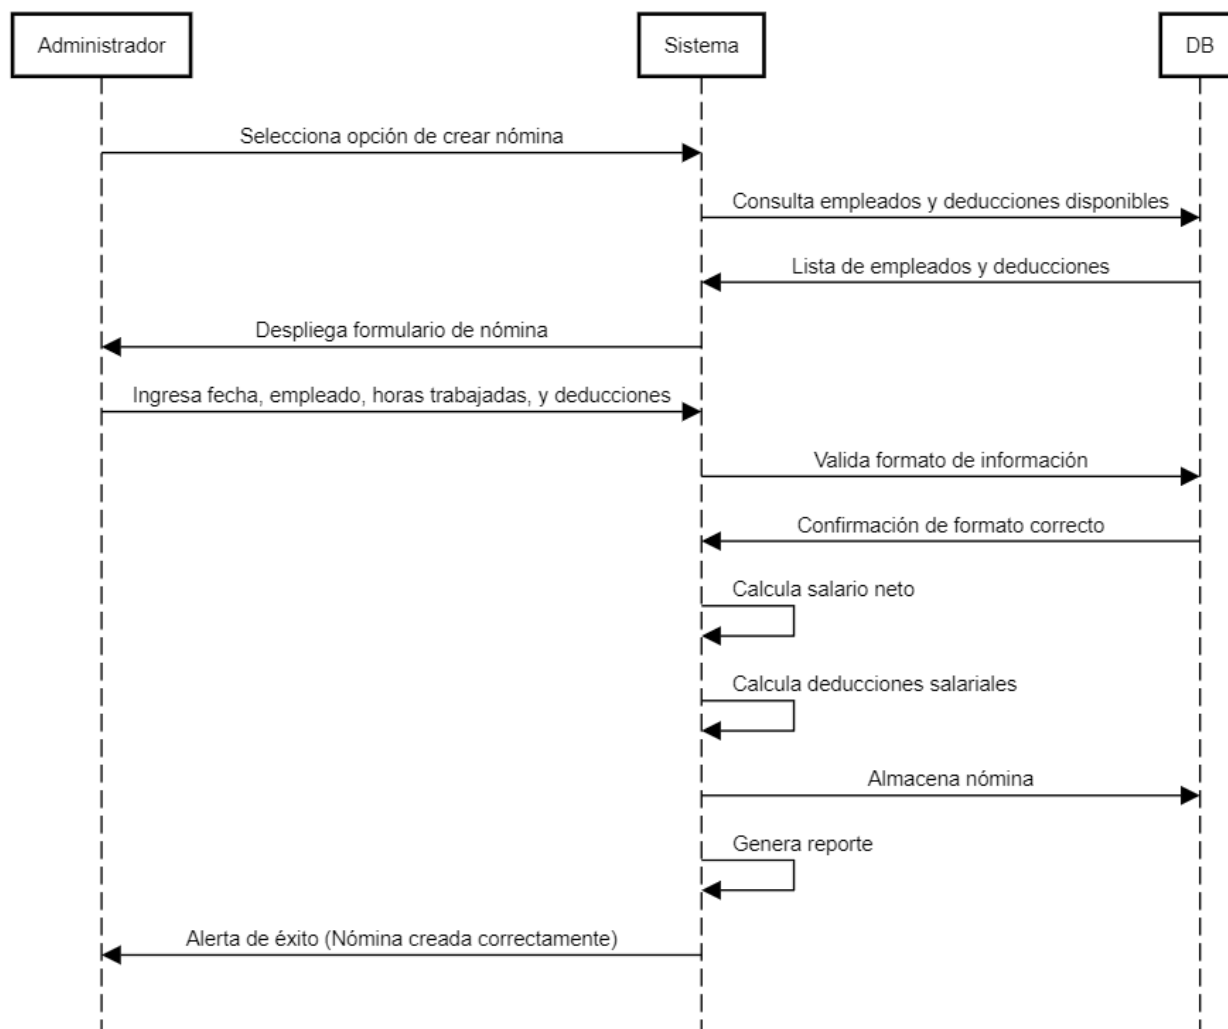 Administrador
Sistema
DB
Selecciona opción de crear nómina
Consulta empleados y deducciones disponibles
Lista de empleados y deducciones
Despliega formulario de nómina
Ingresa fecha, empleado, horas trabajadas, y deducciones
Valida formato de información
Confirmación de formato correcto
Calcula salario neto
Calcula deducciones salariales
Almacena nómina
Genera reporte
Alerta de éxito (Nómina creada correctamente)